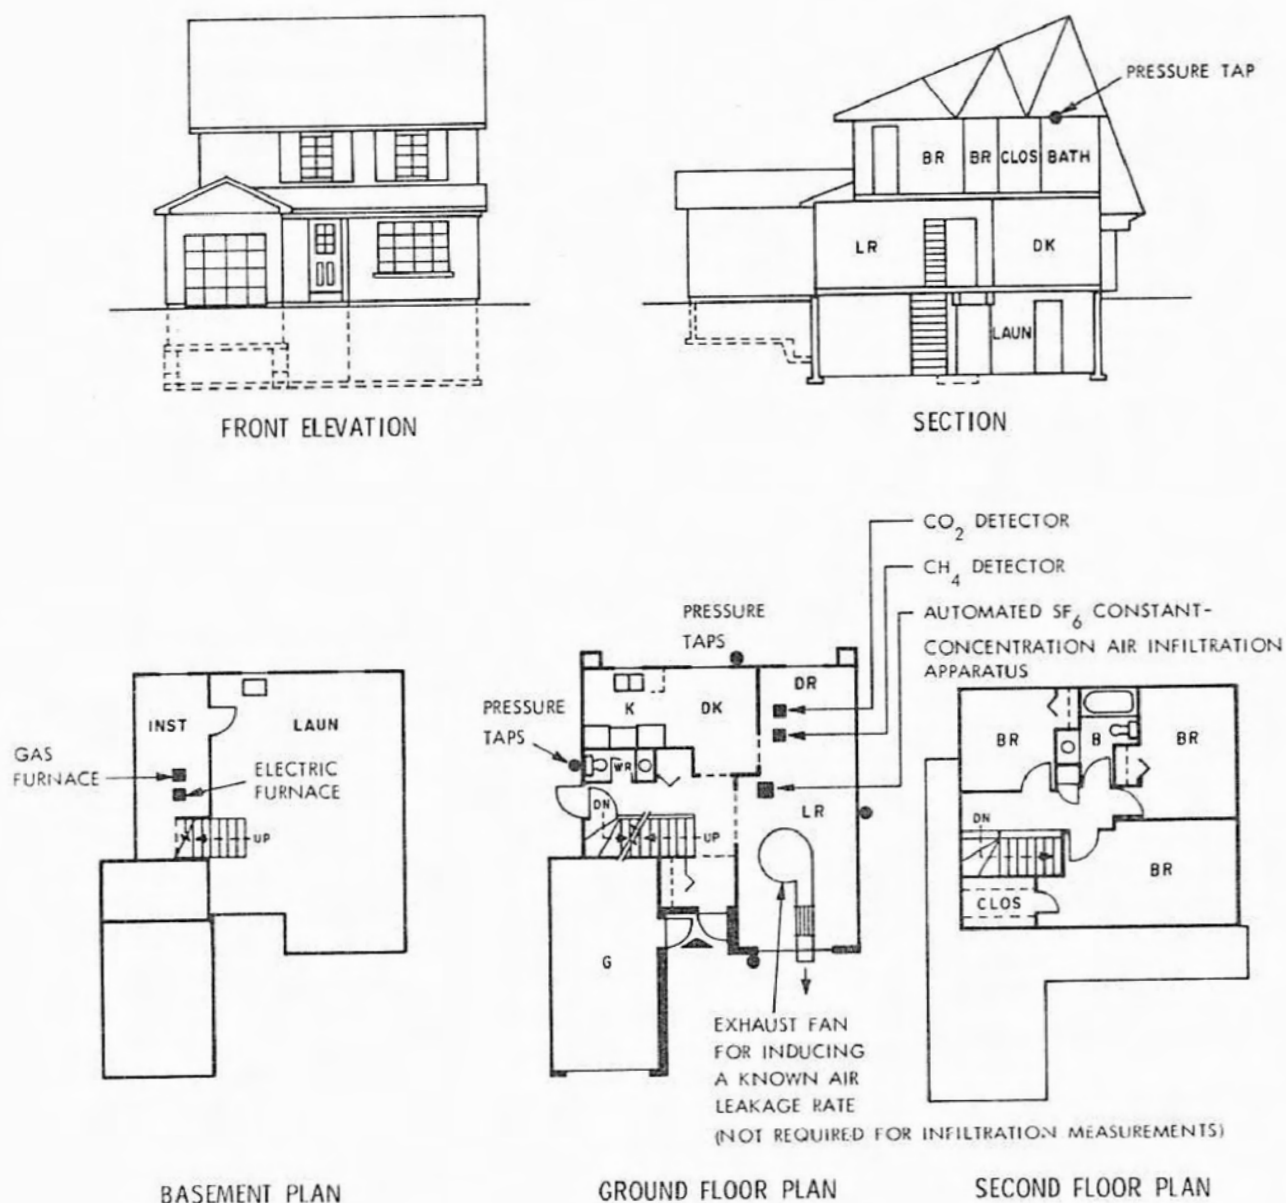 PRESSURE TAP
BR
BR
CLOS
BATH
LR
DK
LAUN
FRONT ELEVATION
SECTION
CO2 DETECTOR
CH4 DETECTOR
AUTOMATED SF6 CONSTANT-
CONCENTRATION AIR INFILTRATION
APPARATUS
PRESSURE
TAPS
PRESSURE
TAPS
INST
LAUN
GAS
FURNACE
ELECTRIC
FURNACE
UP
K
DK
DR
WR
DN
UP
LR
G
EXHAUST FAN
FOR INDUCING
A KNOWN AIR
LEAKAGE RATE
(NOT REQUIRED FOR INFILTRATION MEASUREMENTS)
BR
B
BR
DN
BR
CLOS
BASEMENT PLAN
GROUND FLOOR PLAN
SECOND FLOOR PLAN